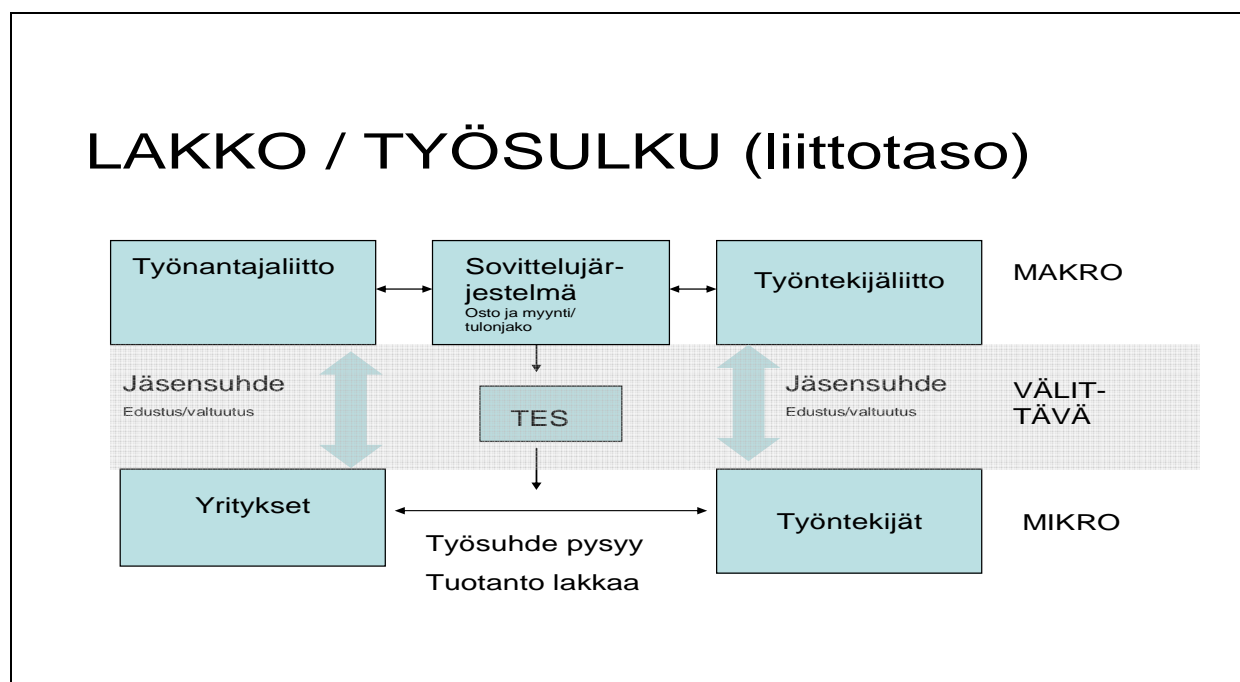 LAKKO / TYÖSULKU (liittotaso)
Työnantajaliitto
Sovittelujär-
jestelmä
Osto ja myynti/
tulonjako
Työntekijäliitto
MAKRO
Jäsensuhde
Edustus/valtuutus
TES
Jäsensuhde
Edustus/valtuutus
VÄLIT-
TÄVÄ
Yritykset
Työsuhde pysyy
Tuotanto lakkaa
Työntekijät
MIKRO